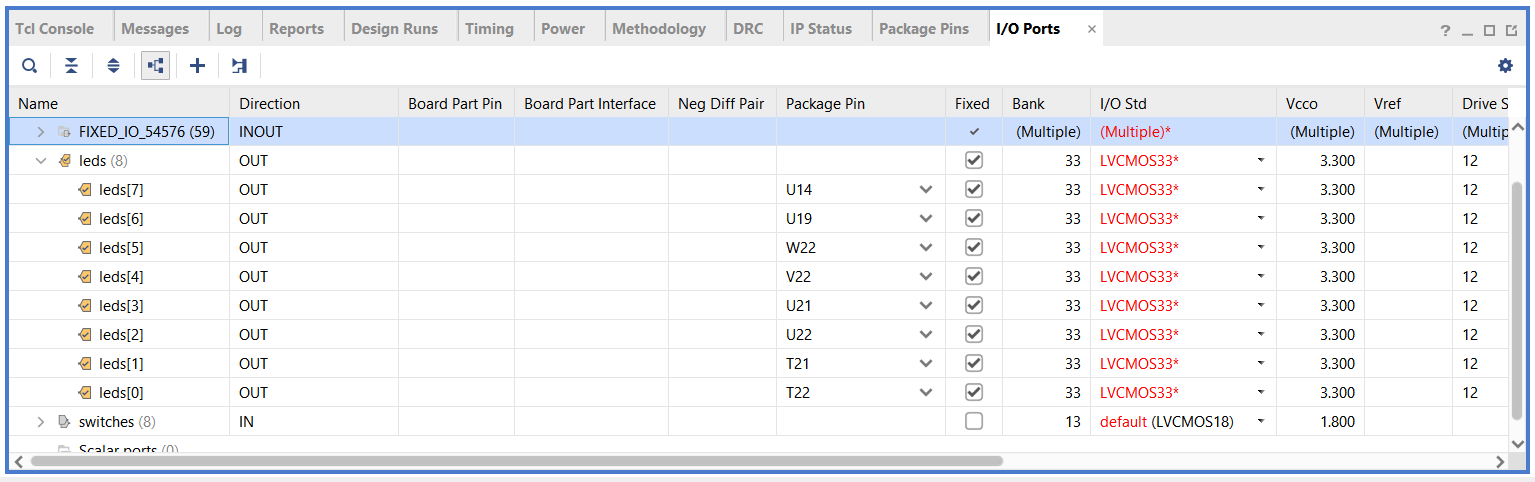 Tcl Console Messages Log Reports Design Runs Timing Power Methodology DRC IP Status Package Pins I/O Ports × ?
Name Direction Board Part Pin Board Part Interface Neg Diff Pair Package Pin Fixed Bank I/O Std Vcco Vref Drive S
FIXED_IO_54576 (59) INOUT (Multiple) (Multiple)* (Multiple) (Multiple) (Multip
leds (8) OUT 33 LVCMOS33* 3.300 12
leds[7] OUT U14 33 LVCMOS33* 3.300 12
leds[6] OUT U19 33 LVCMOS33* 3.300 12
leds[5] OUT W22 33 LVCMOS33* 3.300 12
leds[4] OUT V22 33 LVCMOS33* 3.300 12
leds[3] OUT U21 33 LVCMOS33* 3.300 12
leds[2] OUT U22 33 LVCMOS33* 3.300 12
leds[1] OUT T21 33 LVCMOS33* 3.300 12
leds[0] OUT T22 33 LVCMOS33* 3.300 12
switches (8) IN 13 default (LVCMOS18) 1.800
Scalar ports (0)